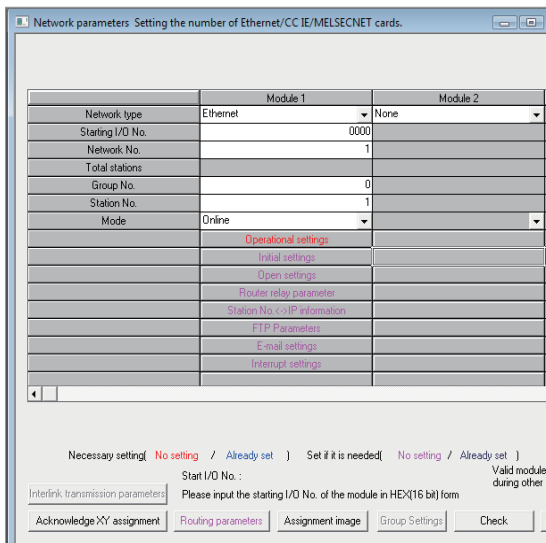 Network parameters Setting the number of Ethernet/CC IE/MELSECNET cards.
Module 1 Module 2
Network type Ethernet None
Starting I/O No. 0000
Network No. 1
Total stations
Group No. 0
Station No. 1
Mode Online
Operational settings
Initial settings
Open settings
Router relay parameter
Station No.<->IP information
FTP Parameters
E-mail settings
Interrupt settings
Necessary setting( No setting / Already set ) Set if it is needed( No setting / Already set )
Start I/O No. : Valid module
during other
Interlink transmission parameters Please input the starting I/O No. of the module in HEX(16 bit) form
Acknowledge XY assignment Routing parameters Assignment image Group Settings Check